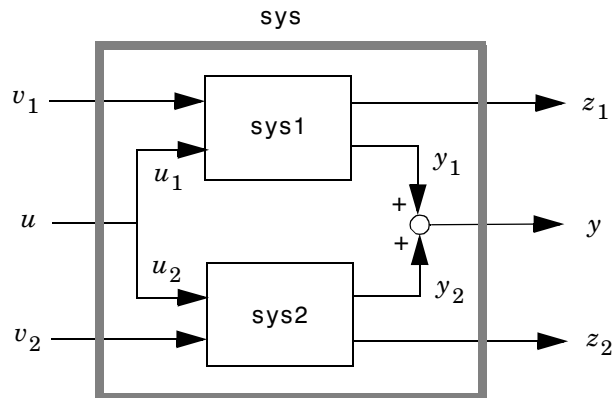 sys
v₁ sys1 z₁
u₁ y₁
+
u y
+
u₂ y₂
sys2
v₂ z₂